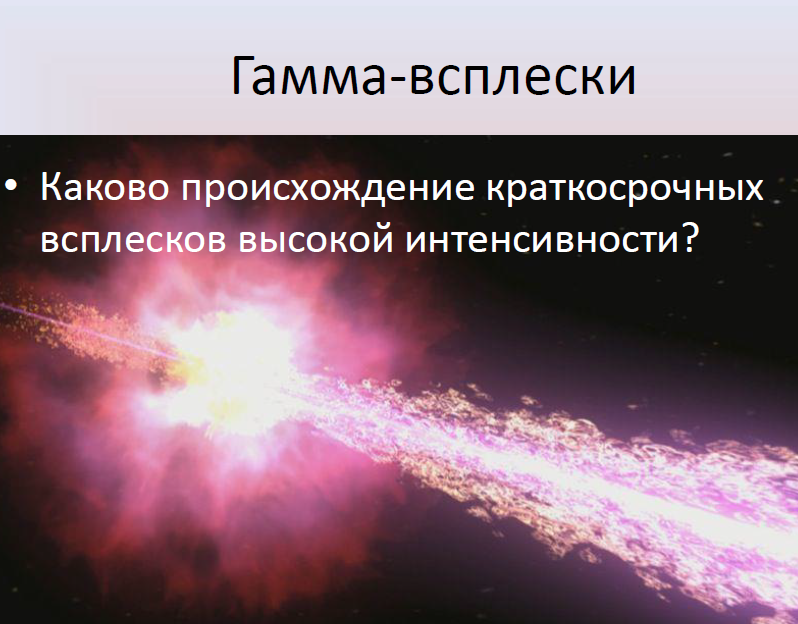 Гамма-всплески
• Каково происхождение краткосрочных
всплесков высокой интенсивности?